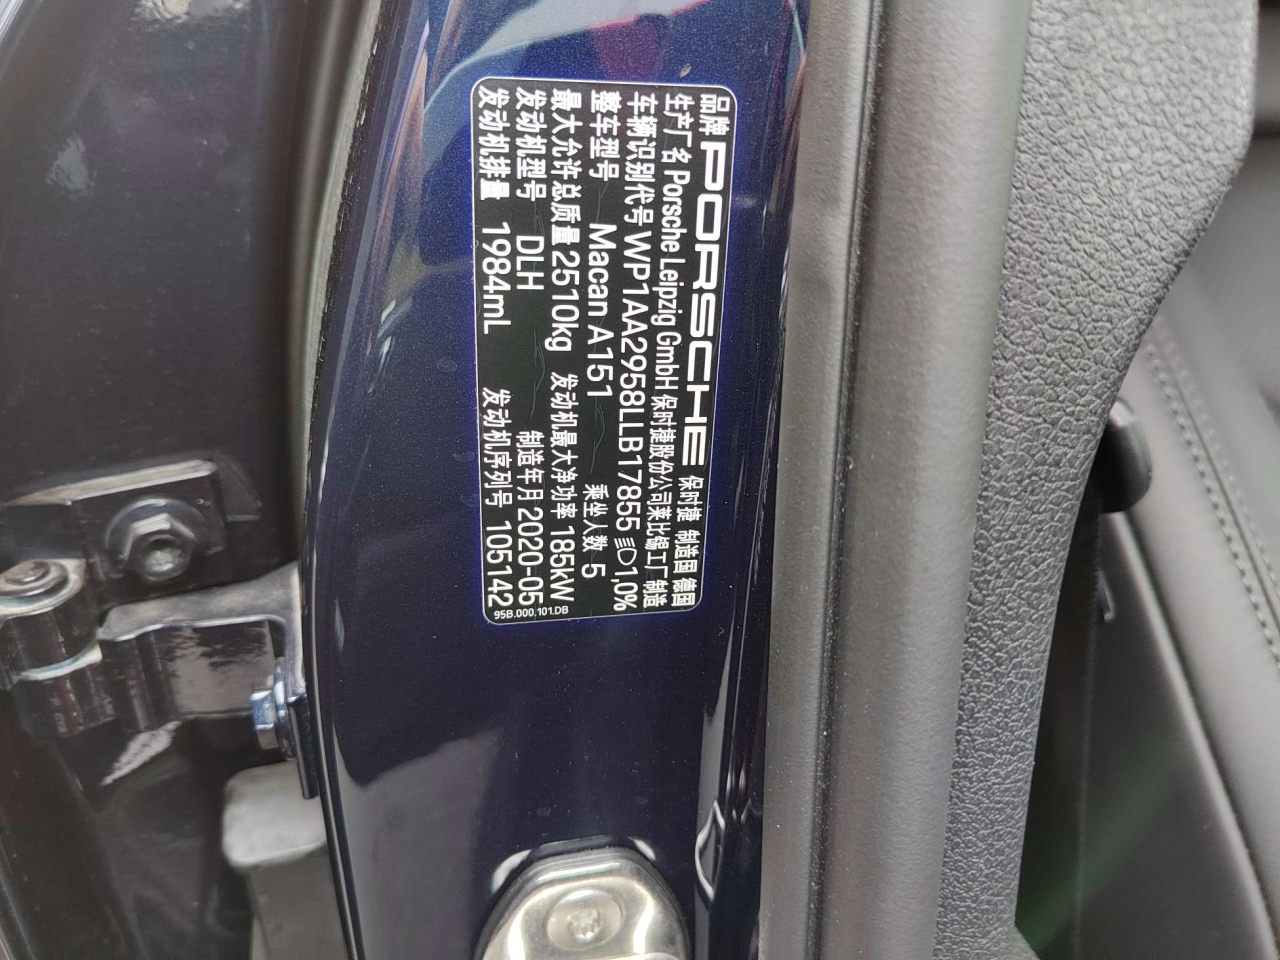 品牌 PORSCHE 保时捷 制造国 德国
生产厂名 Porsche Leipzig GmbH 保时捷股份公司莱比锡工厂制造
车辆识别代号 WP1AA2958LLB17855 1,0%
整车型号 Macan A151 乘坐人数 5
最大允许总质量 2510kg 发动机最大净功率 185kW
发动机型号 DLH 制造年月 2020-05
发动机排量 1984mL 发动机序列号 105142
95B.000.101.DB